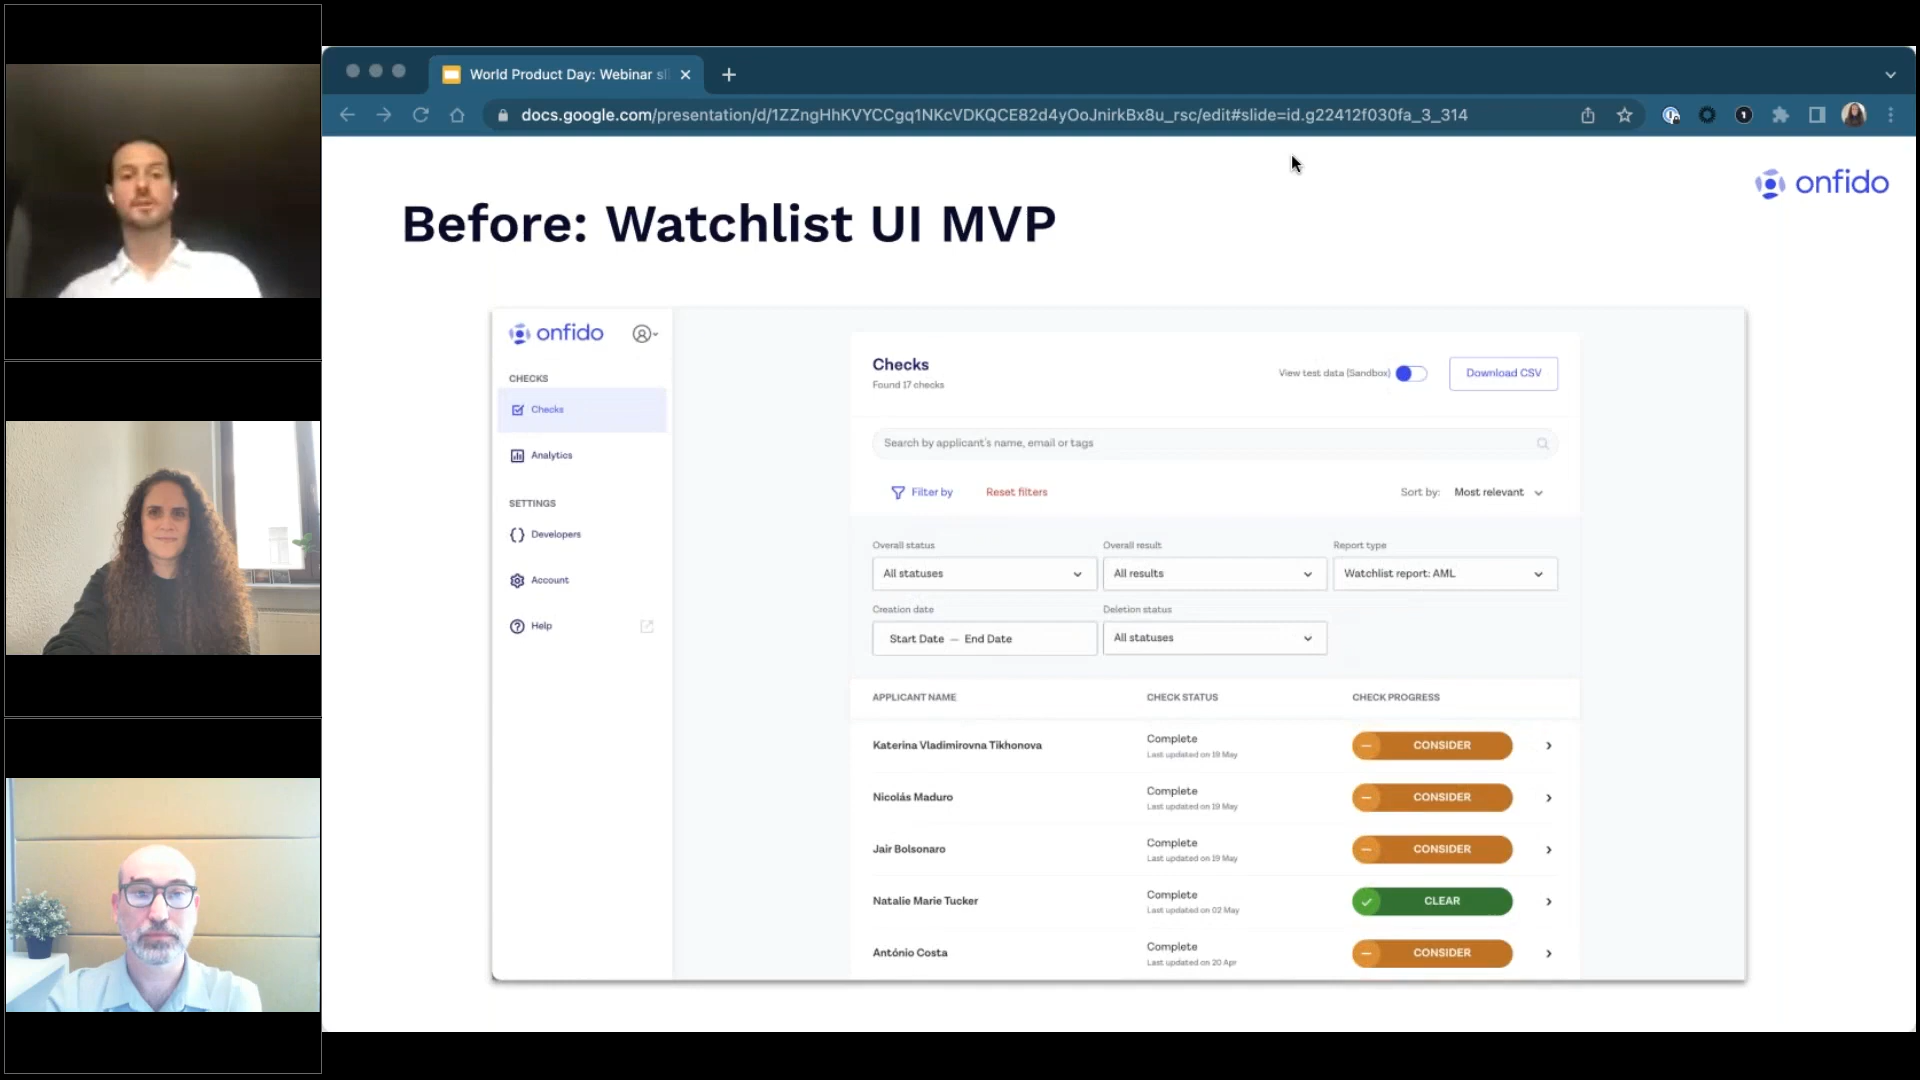 World Product Day: Webinar sl
docs.google.com/presentation/d/1ZZngHhKVYCCgq1NKcVDKQCE82d4yOoJnirkBx8u_rsc/edit#slide=id.g22412f030fa_3_314
1
onfido
Before: Watchlist UI MVP
onfido
CHECKS
Checks
Analytics
SETTINGS
Developers
Account
Help
Checks
Found 17 checks
View test data (Sandbox)
Download CSV
Search by applicant's name, email or tags
Filter by
Reset filters
Sort by: Most relevant
Overall status
Overall result
Report type
All statuses
All results
Watchlist report: AML
Creation date
Deletion status
Start Date — End Date
All statuses
APPLICANT NAME
CHECK STATUS
CHECK PROGRESS
Katerina Vladimirovna Tikhonova
Complete
Last updated on 19 May
CONSIDER
Nicolás Maduro
Complete
Last updated on 19 May
CONSIDER
Jair Bolsonaro
Complete
Last updated on 19 May
CONSIDER
Natalie Marie Tucker
Complete
Last updated on 02 May
CLEAR
António Costa
Complete
Last updated on 20 Apr
CONSIDER